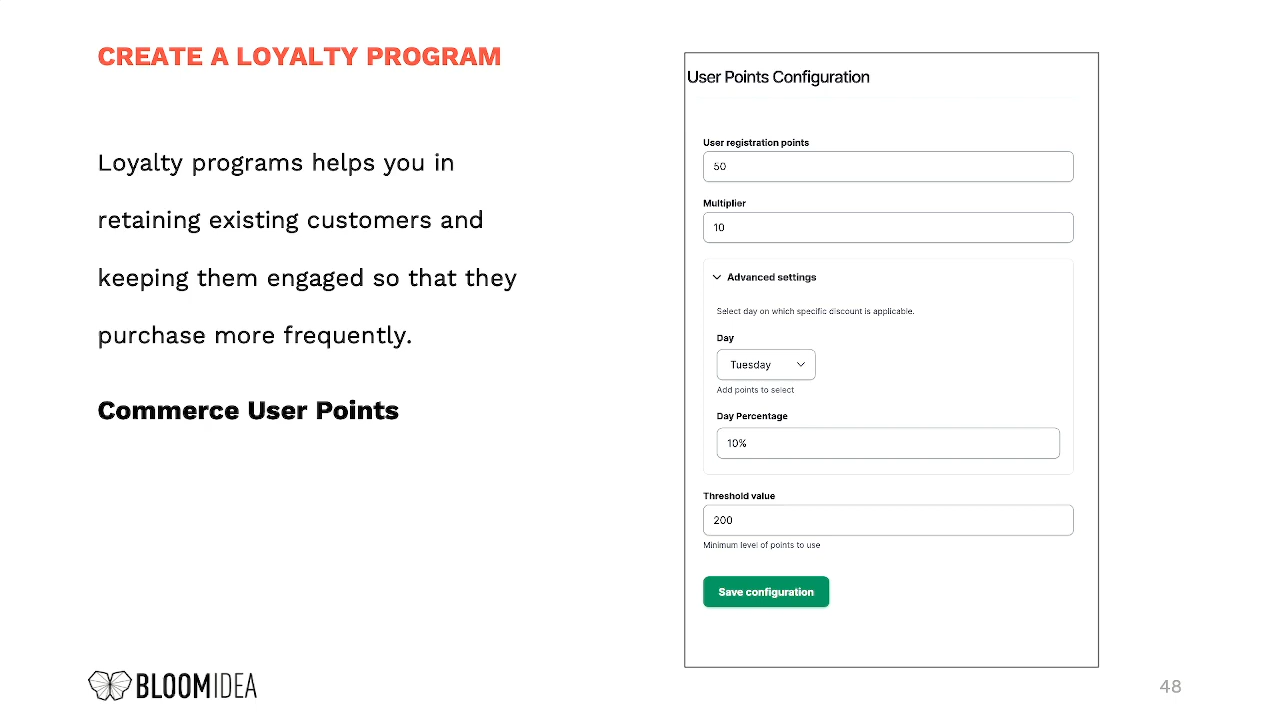 CREATE A LOYALTY PROGRAM
Loyalty programs helps you in
retaining existing customers and
keeping them engaged so that they
purchase more frequently.
Commerce User Points
User Points Configuration
User registration points
50
Multiplier
10
Advanced settings
Select day on which specific discount is applicable.
Day
Tuesday
Add points to select
Day Percentage
10%
Threshold value
200
Minimum level of points to use
Save configuration
BLOOMIDEA
48